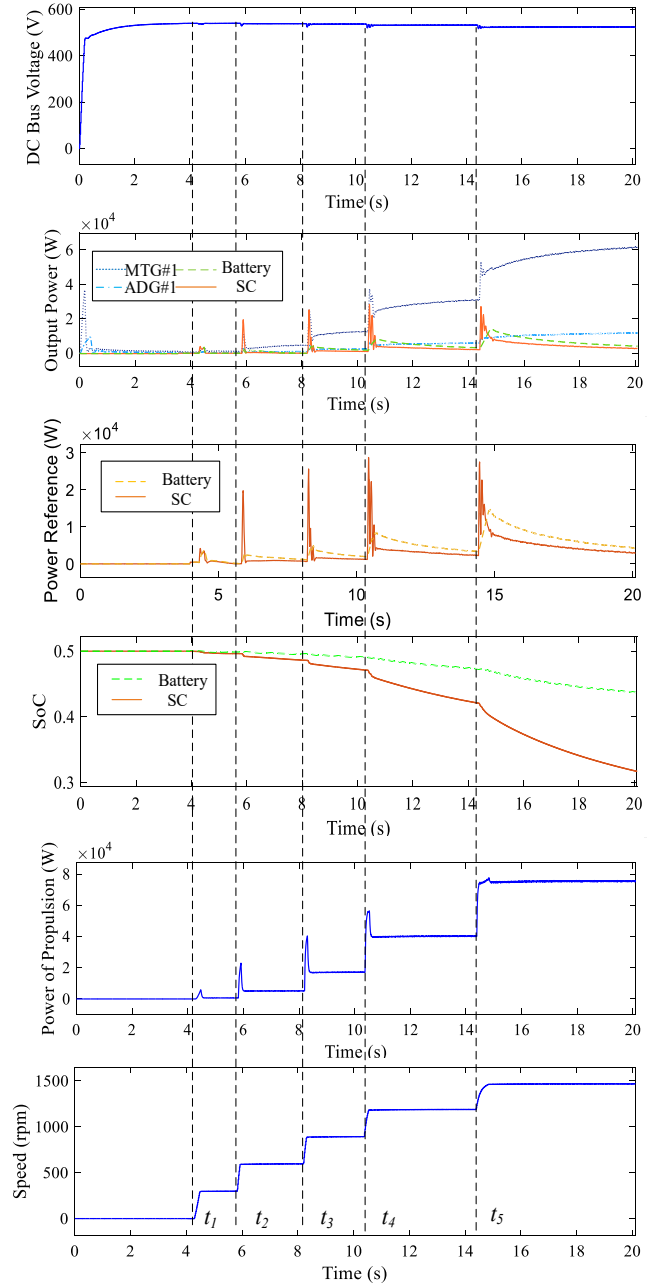 DC Bus Voltage (V)
600
400
200
0
0 2 4 6 8 10 12 14 16 18 20
Time (s)
×10⁴
Output Power (W)
6
4
2
0
MTG#1 Battery
ADG#1 SC
0 2 4 6 8 10 12 14 16 18 20
Time (s)
×10⁴
Power Reference (W)
3
2
1
0
Battery
SC
0 5 10 15 20
Time (s)
SoC
0.5
0.4
0.3
Battery
SC
0 2 4 6 8 10 12 14 16 18 20
Time (s)
×10⁴
Power of Propulsion (W)
8
6
4
2
0
0 2 4 6 8 10 12 14 16 18 20
Time (s)
Speed (rpm)
1500
1000
500
0
t₁ t₂ t₃ t₄ t₅
0 2 4 6 8 10 12 14 16 18 20
Time (s)